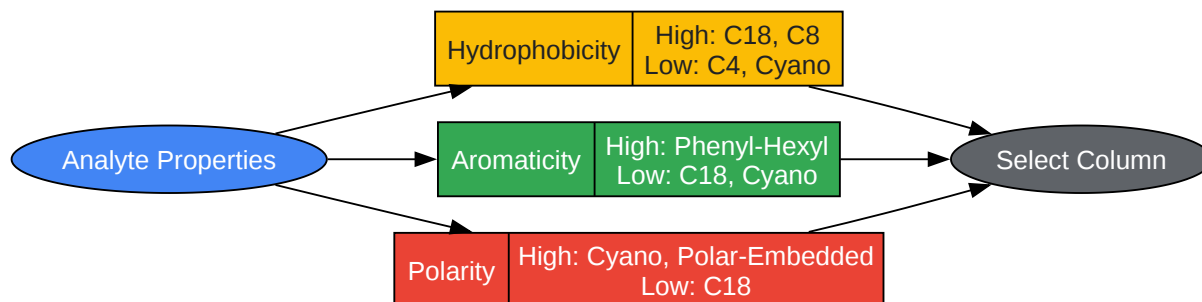 Analyte Properties
Hydrophobicity
High: C18, C8
Low: C4, Cyano
Aromaticity
High: Phenyl-Hexyl
Low: C18, Cyano
Polarity
High: Cyano, Polar-Embedded
Low: C18
Select Column